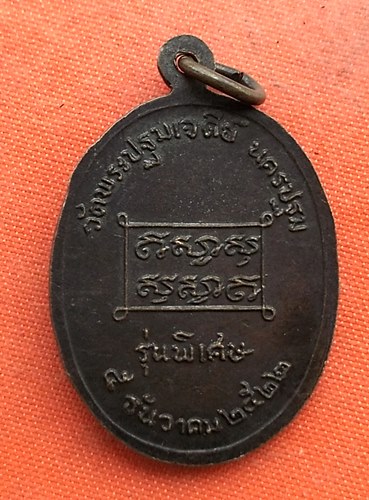 วัดพระปฐมเจดีย์ นครปฐม
รุ่นพิเศษ
๕ ธันวาคม ๒๕๒๒